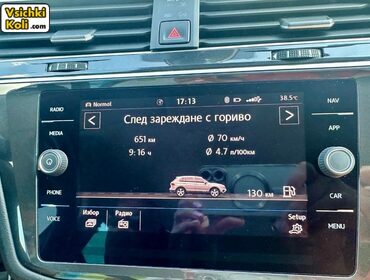 Vsichki
Koli.com
RADIO
MEDIA
PHONE
VOICE
Normal 17:13 38.5°C
След зареждане с гориво
651 км Ø 70 км/ч
9:16 ч Ø 4.7 л/100км
130 км
Избор Радио Setup
NAV
APP
CAR
MENU